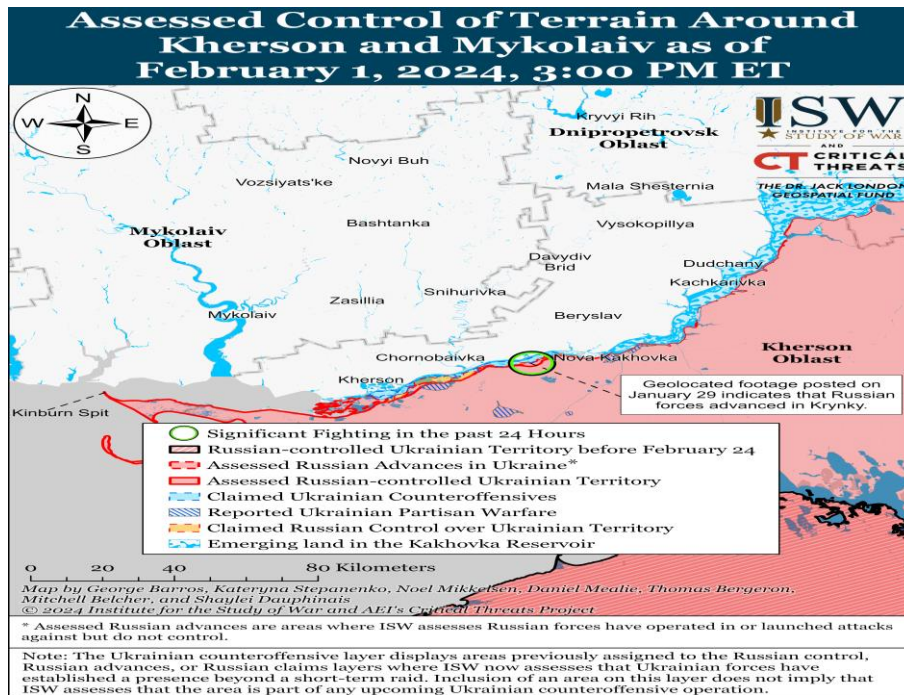 Assessed Control of Terrain Around
Kherson and Mykolaiv as of
February 1, 2024, 3:00 PM ET
N
W E
S
ISW
INSTITUTE FOR THE
STUDY OF WAR
AND
CT CRITICAL
THREATS
THE DR. JACK LONDON
GEOSPATIAL FUND
Kryvyi Rih
Dnipropetrovsk
Oblast
Novyi Buh
Vozsiyats'ke
Mala Shesternia
Bashtanka
Vysokopillya
Mykolaiv
Oblast
Davydiv
Brid
Dudchany
Kachkarivka
Snihurivka
Zasillia
Mykolaiv
Beryslav
Kherson
Oblast
Chornobaivka
Nova Kakhovka
Kherson
Geolocated footage posted on
January 29 indicates that Russian
forces advanced in Krynky.
Kinburn Spit
Significant Fighting in the past 24 Hours
Russian-controlled Ukrainian Territory before February 24
Assessed Russian Advances in Ukraine*
Assessed Russian-controlled Ukrainian Territory
Claimed Ukrainian Counteroffensives
Reported Ukrainian Partisan Warfare
Claimed Russian Control over Ukrainian Territory
Emerging land in the Kakhovka Reservoir
0 20 40 80 Kilometers
Map by George Barros, Kateryna Stepanenko, Noel Mikkelsen, Daniel Mealie, Thomas Bergeron,
Mitchell Belcher, and Shaylei Dauphinais
© 2024 Institute for the Study of War and AEI's Critical Threats Project
* Assessed Russian advances are areas where ISW assesses Russian forces have operated in or launched attacks
against but do not control.
Note: The Ukrainian counteroffensive layer displays areas previously assigned to the Russian control,
Russian advances, or Russian claims layers where ISW now assesses that Ukrainian forces have
established a presence beyond a short-term raid. Inclusion of an area on this layer does not imply that
ISW assesses that the area is part of any upcoming Ukrainian counteroffensive operation.